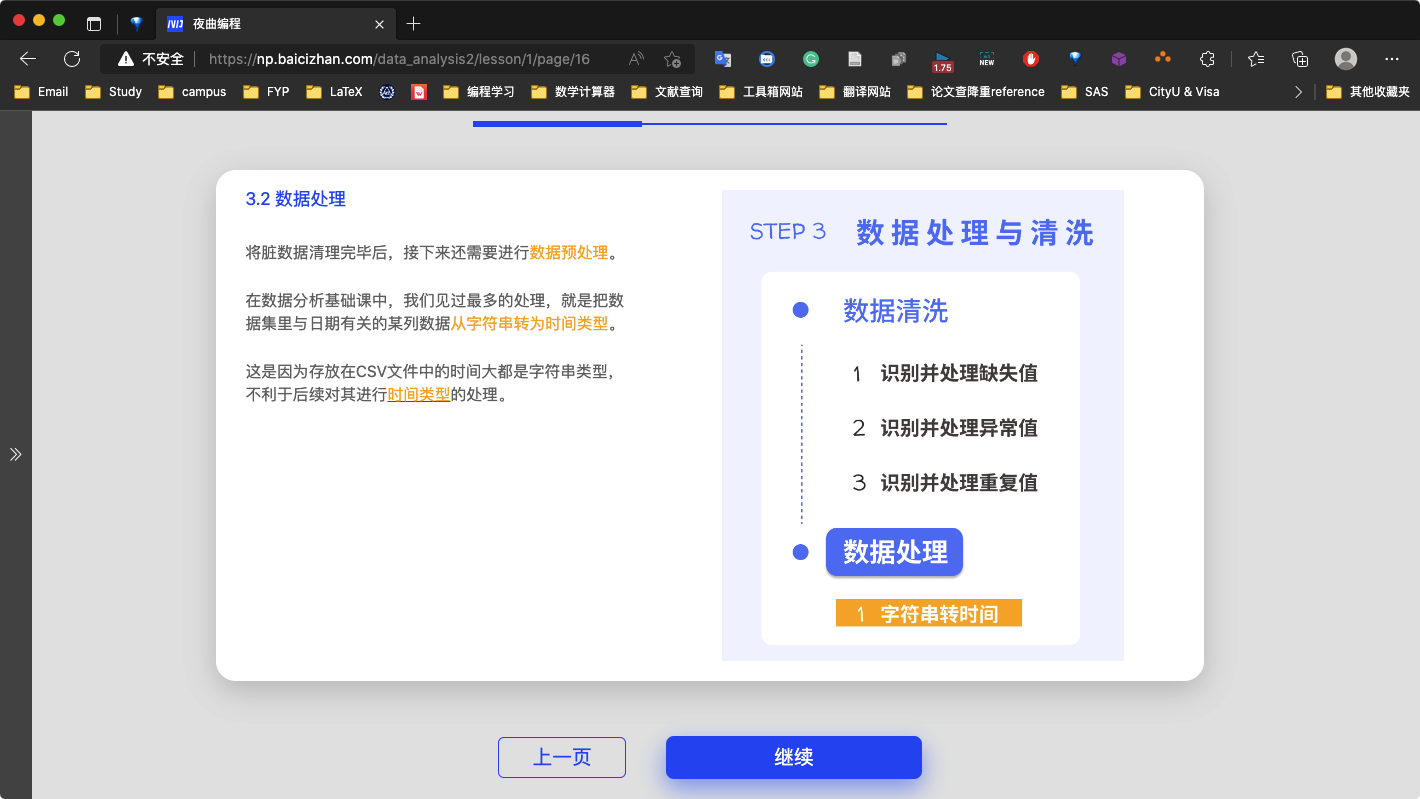 夜曲编程
不安全
https://np.baicizhan.com/data_analysis2/lesson/1/page/16
1.75
NEW
Email
Study
campus
FYP
LaTeX
编程学习
数学计算器
文献查询
工具箱网站
翻译网站
论文查降重reference
SAS
CityU & Visa
其他收藏夹
3.2 数据处理
将脏数据清理完毕后，接下来还需要进行数据预处理。
在数据分析基础课中，我们见过最多的处理，就是把数
据集里与日期有关的某列数据从字符串转为时间类型。
这是因为存放在CSV文件中的时间大都是字符串类型，
不利于后续对其进行时间类型的处理。
STEP 3 数据处理与清洗
数据清洗
1 识别并处理缺失值
2 识别并处理异常值
3 识别并处理重复值
数据处理
1 字符串转时间
上一页
继续